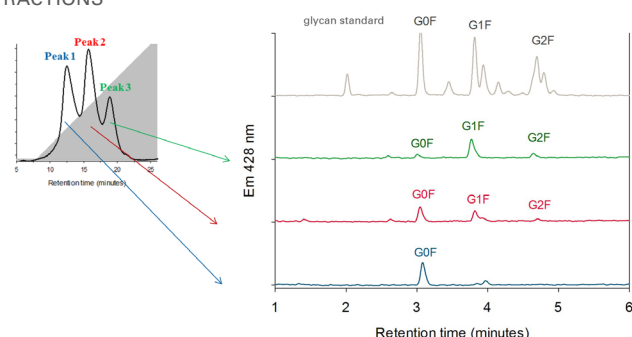 RACTIONS
Peak 2
Peak 1
Peak 3
5 10 15 20 25
Retention time (minutes)
glycan standard
G0F
G1F
G2F
G0F
G1F
G2F
G0F
G1F
G2F
G0F
Em 428 nm
1 2 3 4 5 6
Retention time (minutes)